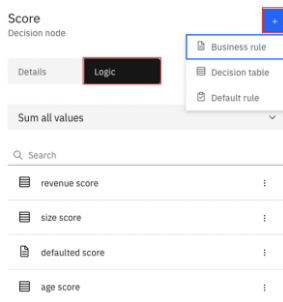 Score
Decision node
+
Business rule
Details
Logic
Decision table
Default rule
Sum all values
Search
revenue score
size score
defaulted score
age score